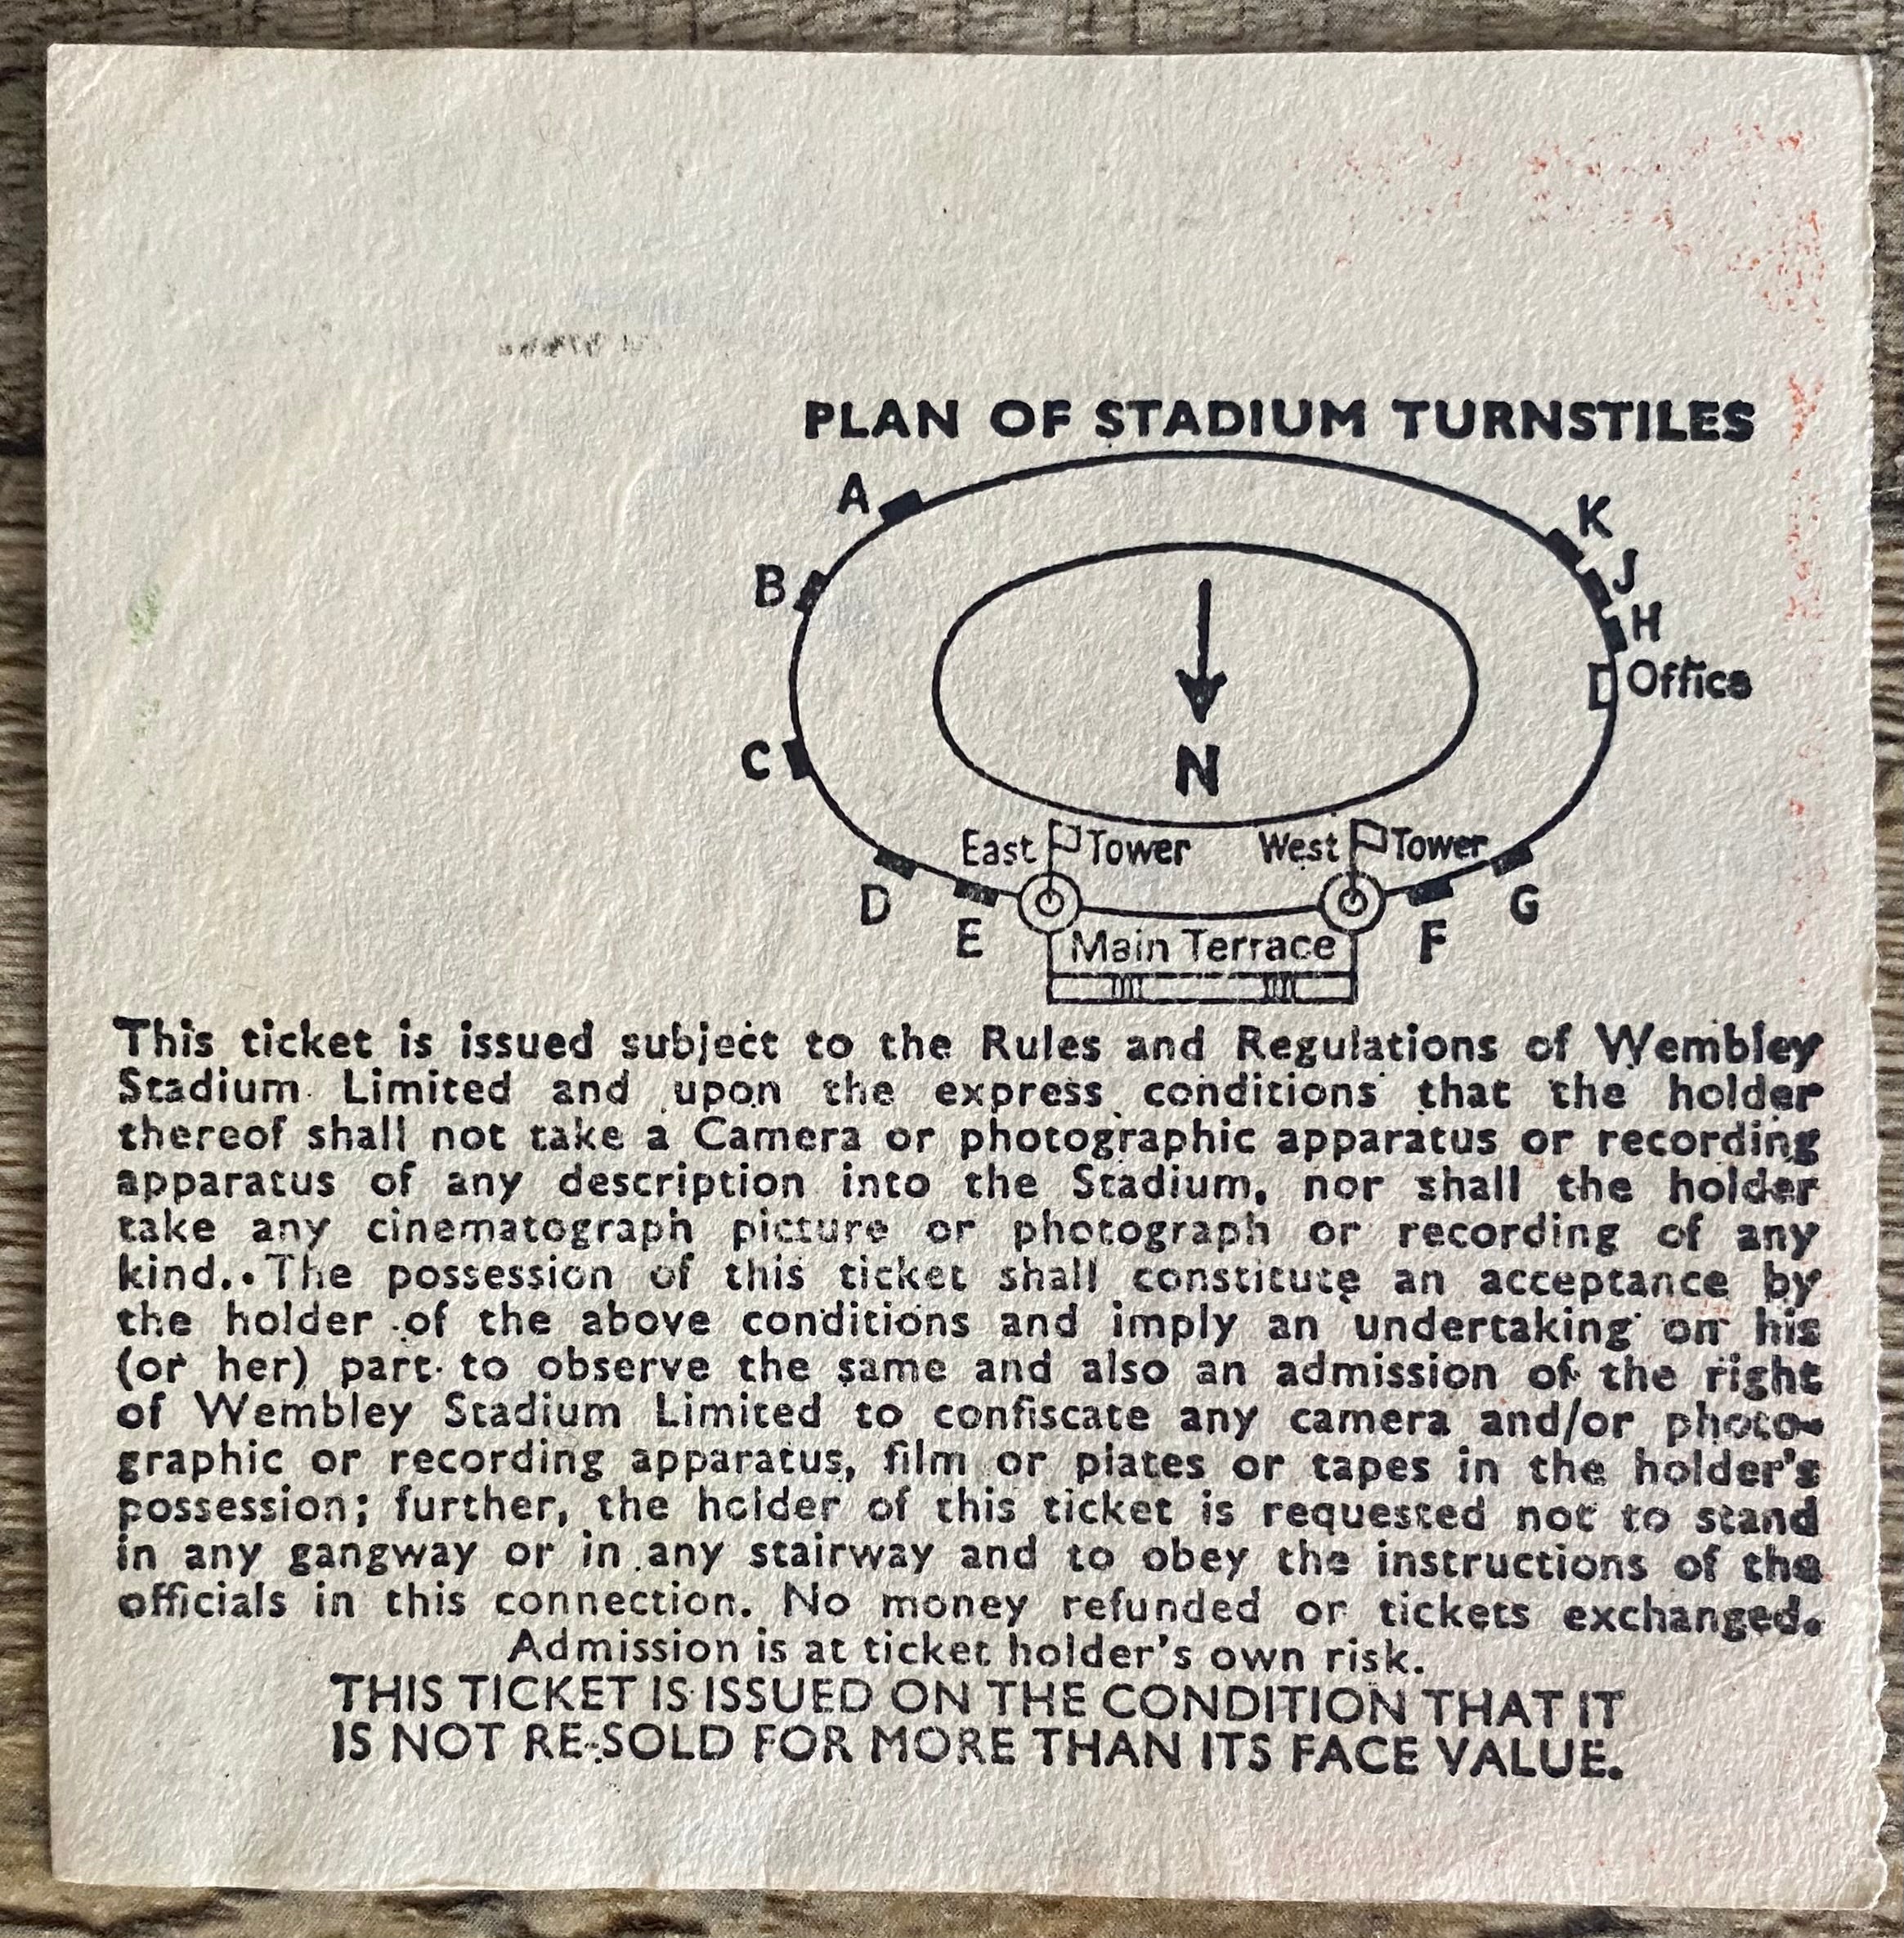 PLAN OF STADIUM TURNSTILES
A
K
B
J
H
Office
C
N
East Tower
West Tower
D
E
F
G
Main Terrace
This ticket is issued subject to the Rules and Regulations of Wembley
Stadium Limited and upon the express conditions that the holder
thereof shall not take a Camera or photographic apparatus or recording
apparatus of any description into the Stadium, nor shall the holder
take any cinematograph picture or photograph or recording of any
kind. The possession of this ticket shall constitute an acceptance by
the holder of the above conditions and imply an undertaking on his
(or her) part to observe the same and also an admission of the right
of Wembley Stadium Limited to confiscate any camera and/or photo-
graphic or recording apparatus, film or plates or tapes in the holder's
possession; further, the holder of this ticket is requested not to stand
in any gangway or in any stairway and to obey the instructions of the
officials in this connection. No money refunded or tickets exchanged.
Admission is at ticket holder's own risk.
THIS TICKET IS ISSUED ON THE CONDITION THAT IT
IS NOT RE-SOLD FOR MORE THAN ITS FACE VALUE.